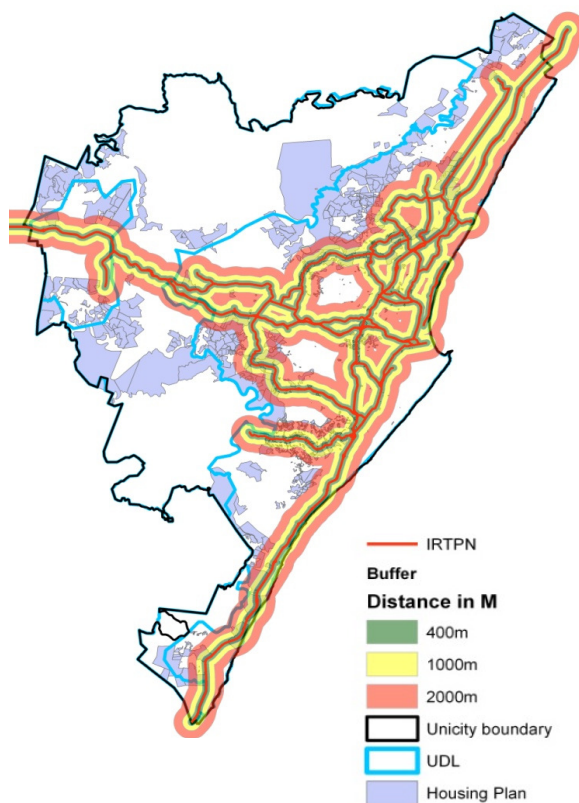 IRTPN
Buffer
Distance in M
400m
1000m
2000m
Unicity boundary
UDL
Housing Plan